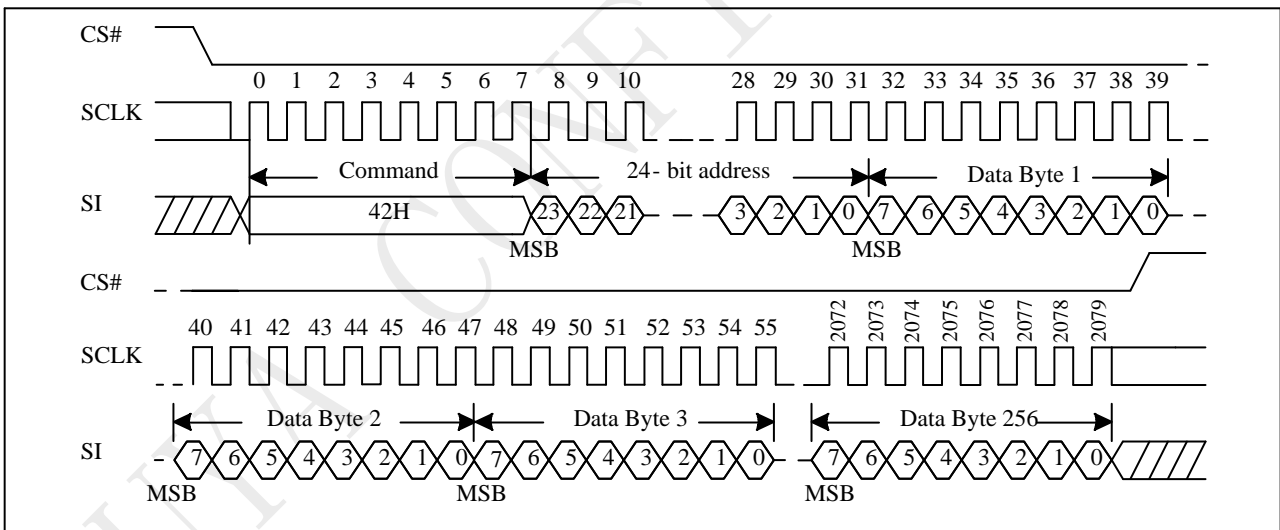 CS#
0 1 2 3 4 5 6 7 8 9 10 28 29 30 31 32 33 34 35 36 37 38 39
SCLK
Command 24- bit address Data Byte 1
SI 42H 23 22 21 3 2 1 0 7 6 5 4 3 2 1 0
MSB MSB
CS#
40 41 42 43 44 45 46 47 48 49 50 51 52 53 54 55 2072 2073 2074 2075 2076 2077 2078 2079
SCLK
Data Byte 2 Data Byte 3 Data Byte 256
SI 7 6 5 4 3 2 1 0 7 6 5 4 3 2 1 0 7 6 5 4 3 2 1 0
MSB MSB MSB